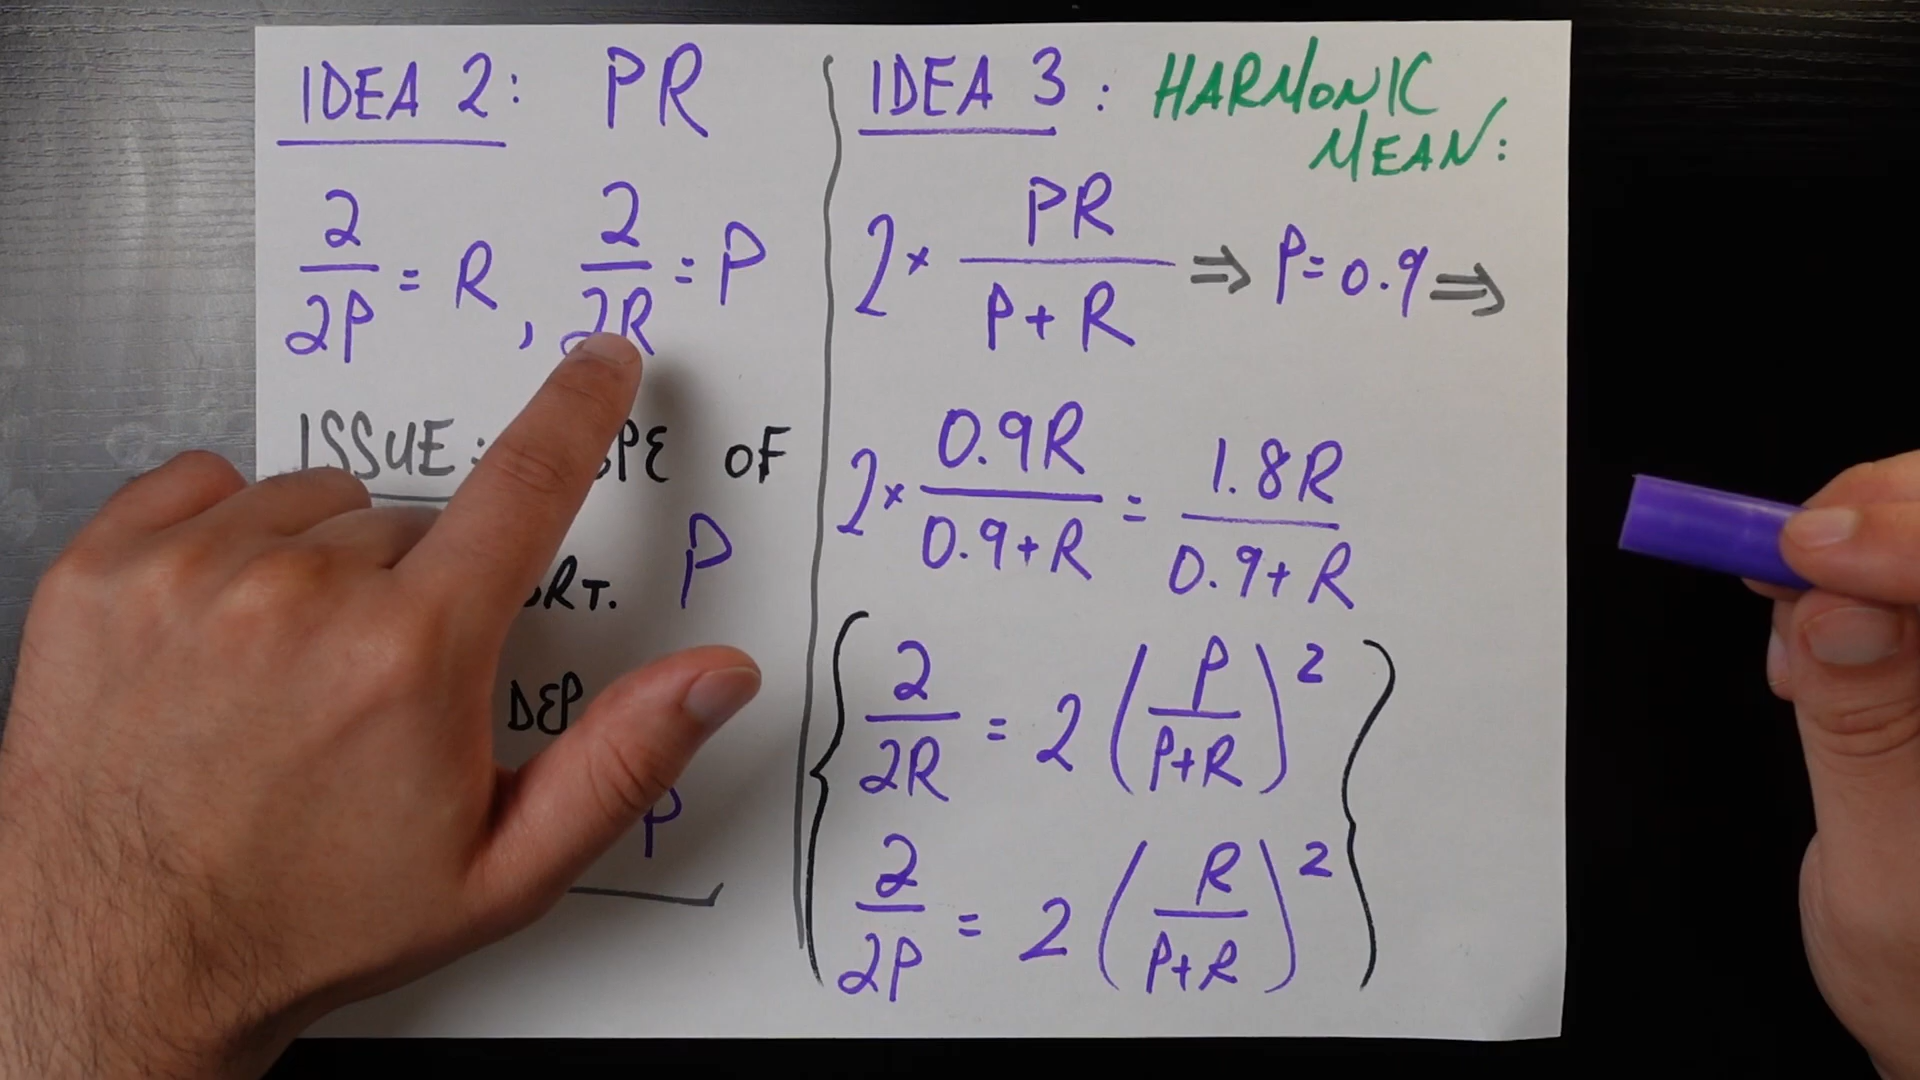 IDEA 2: PR
2/2P = R, 2/2R = P
ISSUE: OF
RT. P
DEP
P
IDEA 3: HARMONIC
MEAN:
2 × PR/P+R ⇒ P=0.9 ⇒
2 × 0.9R/0.9+R = 1.8R/0.9+R
2/2R = 2 (P/P+R)²
2/2P = 2 (R/P+R)²